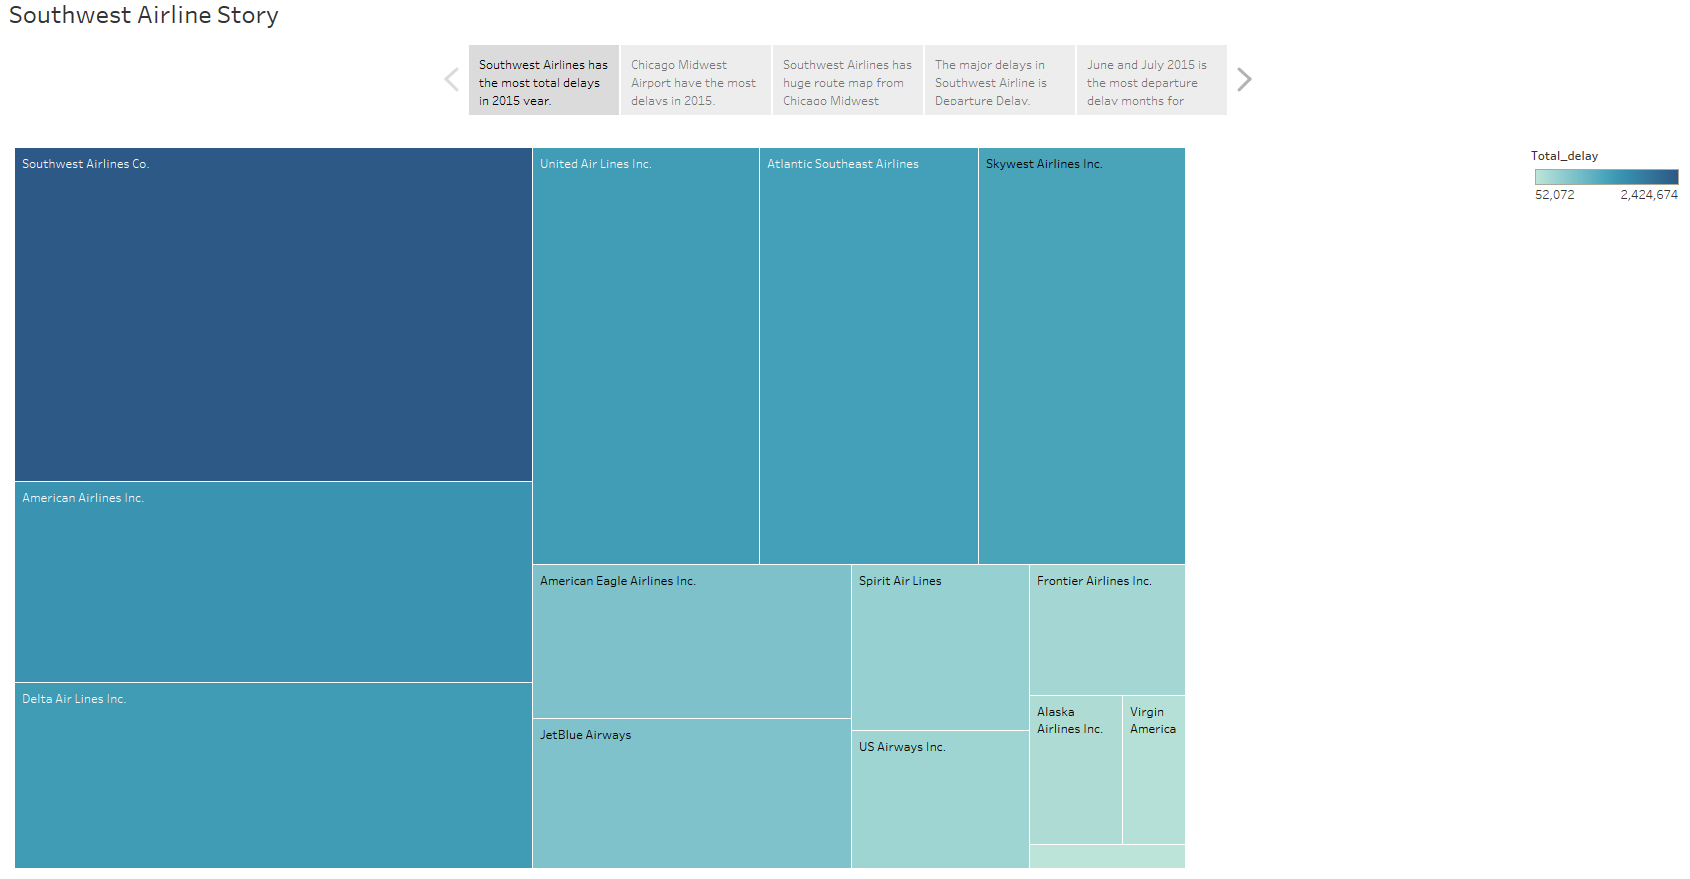 Southwest Airline Story
Southwest Airlines has
the most total delays
in 2015 year.
Chicago Midwest
Airport have the most
delays in 2015.
Southwest Airlines has
huge route map from
Chicago Midwest
The major delays in
Southwest Airline is
Departure Delay.
June and July 2015 is
the most departure
delay months for
Southwest Airlines Co.
United Air Lines Inc.
Atlantic Southeast Airlines
Skywest Airlines Inc.
Total_delay
52,072
2,424,674
American Airlines Inc.
American Eagle Airlines Inc.
Spirit Air Lines
Frontier Airlines Inc.
Delta Air Lines Inc.
Alaska
Airlines Inc.
Virgin
America
JetBlue Airways
US Airways Inc.